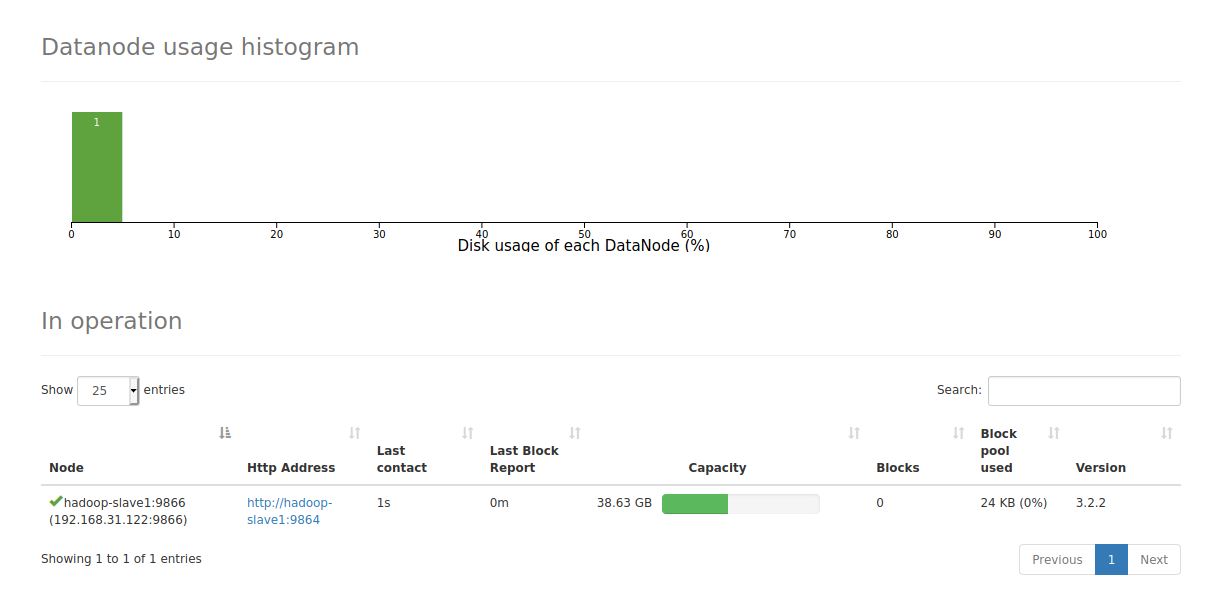 Datanode usage histogram
1
0 10 20 30 40 50 60 70 80 90 100
Disk usage of each DataNode (%)
In operation
Show 25 entries
Search:
Node Http Address Last contact Last Block Report Capacity Blocks Block pool used Version
hadoop-slave1:9866 http://hadoop- 1s 0m 38.63 GB 0 24 KB (0%) 3.2.2
(192.168.31.122:9866) slave1:9864
Showing 1 to 1 of 1 entries
Previous 1 Next